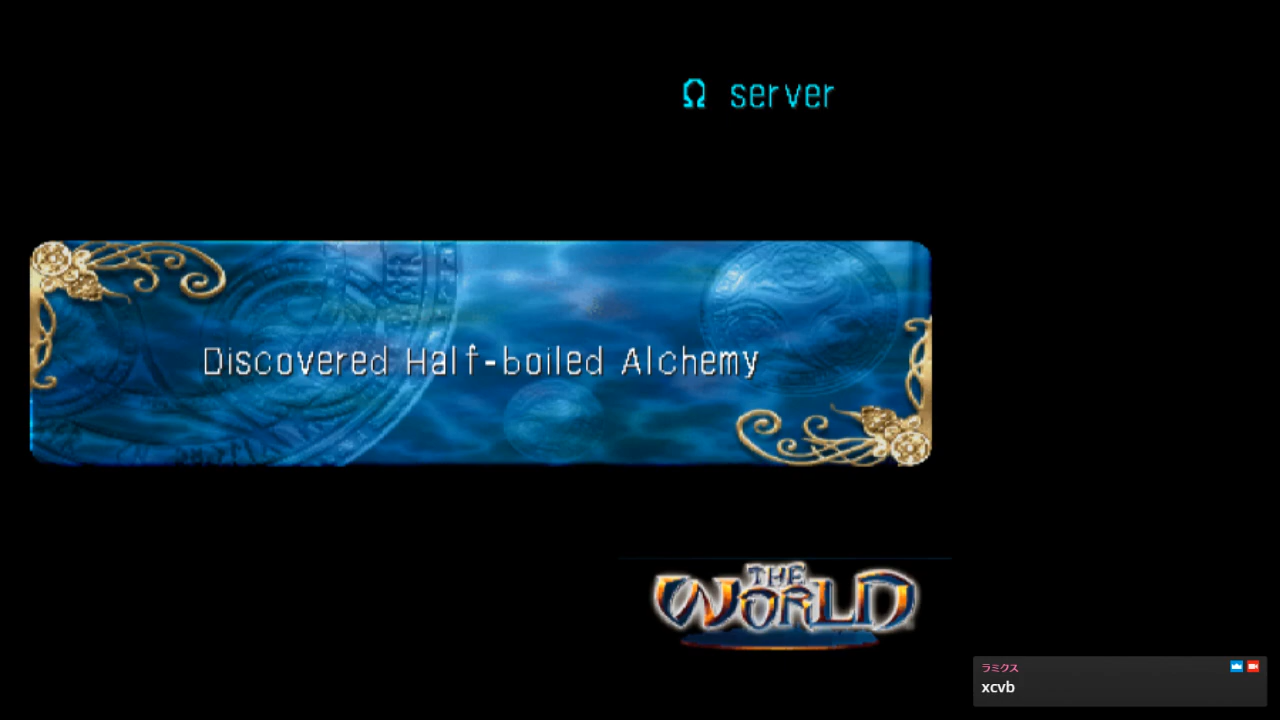 Ω server
Discovered Half-boiled Alchemy
THE
WORLD
ラミクス
xcvb